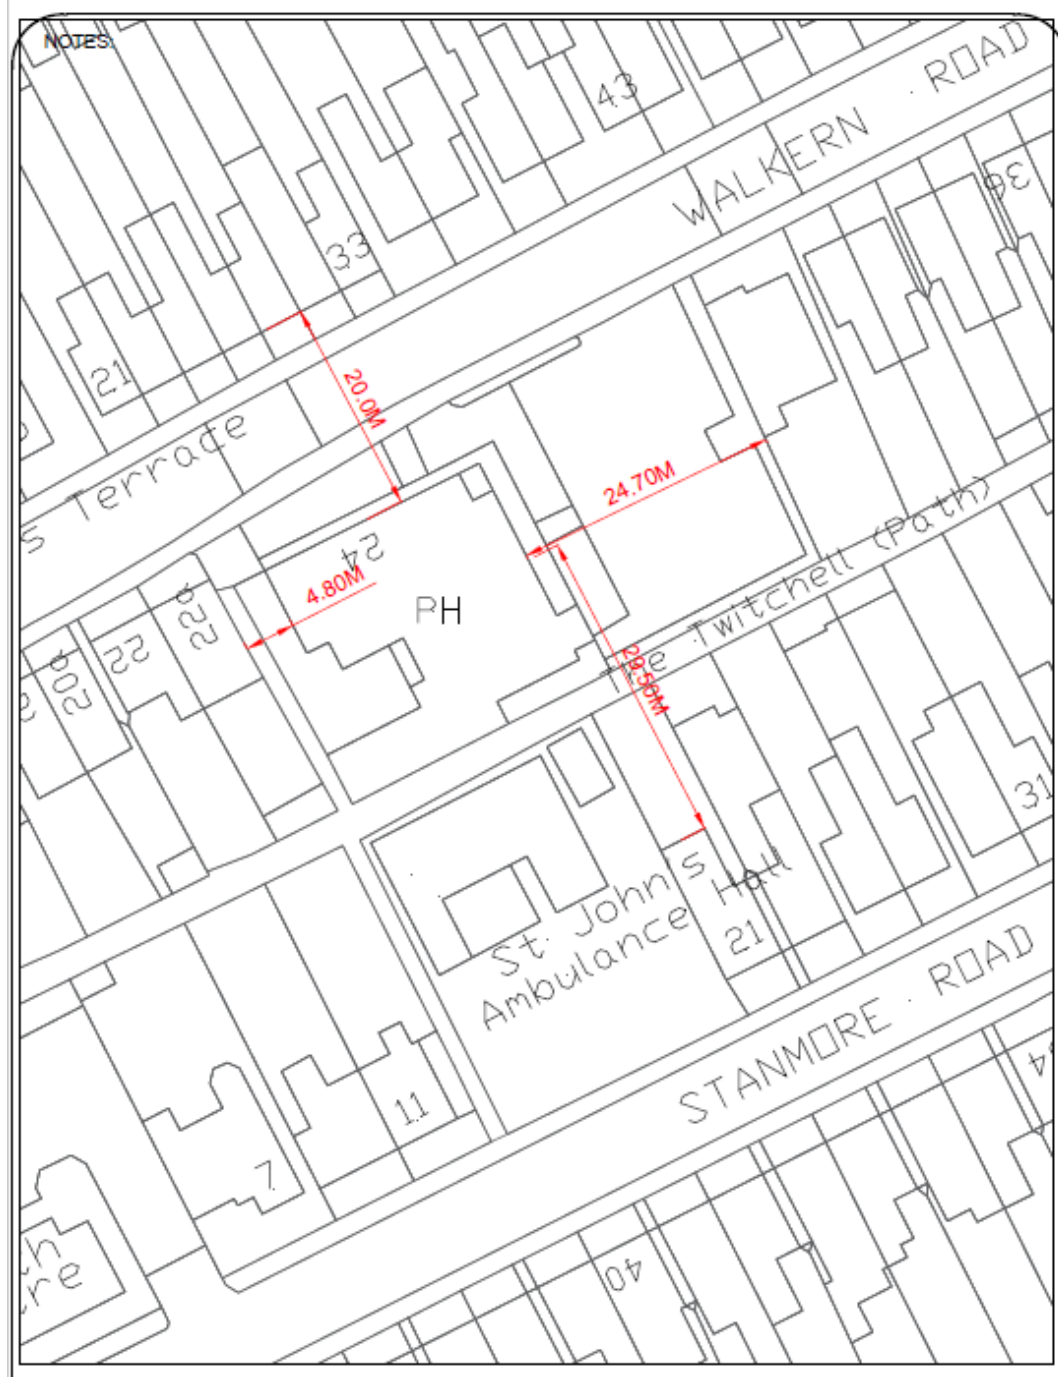 NOTES:
43
WALKERN ROAD
36
33
21
20.0M
s Terrace
24.70M
24
4.80M
PH
The Twitchell (Path)
22a
22
20a
29.50M
31
St. John's
Ambulance Hall
21
STANMORE ROAD
11
7
40